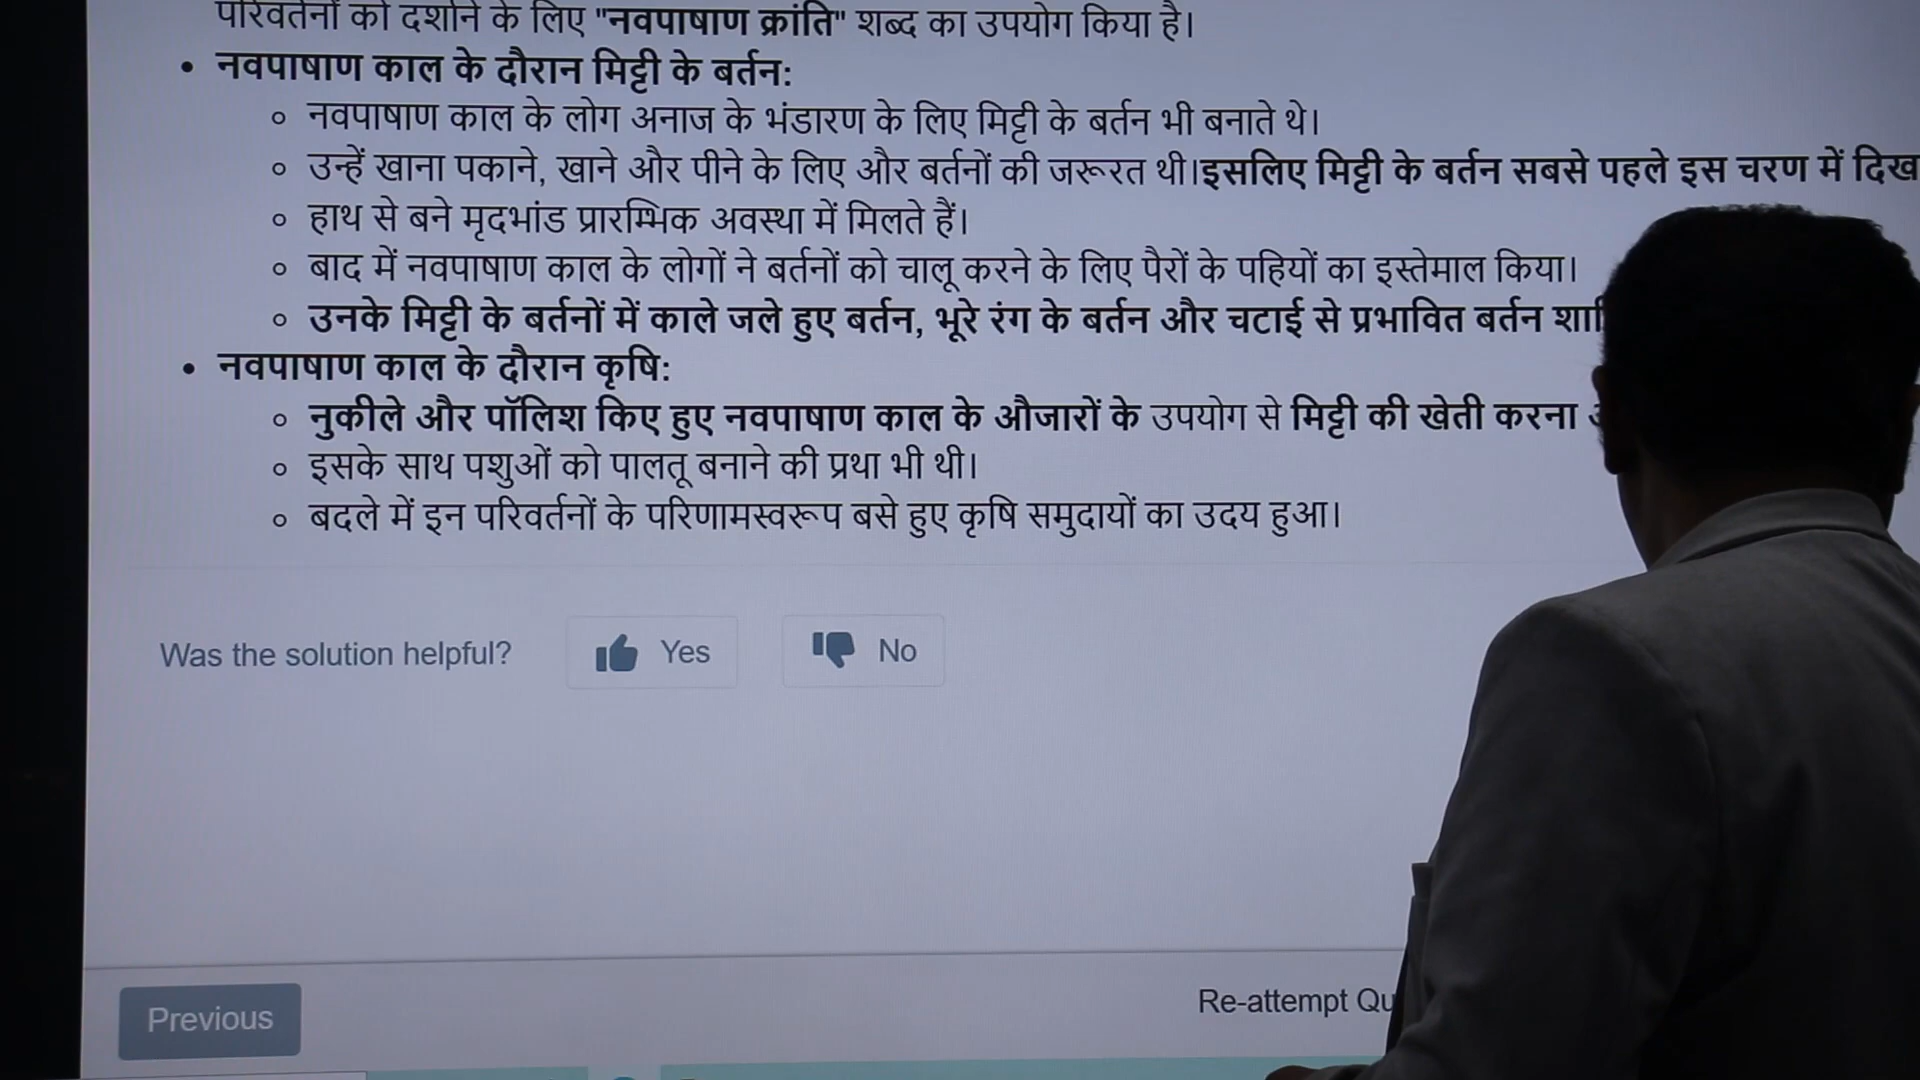 परिवर्तनों को दर्शाने के लिए "नवपाषाण क्रांति" शब्द का उपयोग किया है।
• नवपाषाण काल के दौरान मिट्टी के बर्तन:
○ नवपाषाण काल के लोग अनाज के भंडारण के लिए मिट्टी के बर्तन भी बनाते थे।
○ उन्हें खाना पकाने, खाने और पीने के लिए और बर्तनों की जरूरत थी।इसलिए मिट्टी के बर्तन सबसे पहले इस चरण में
○ हाथ से बने मृदभांड प्रारम्भिक अवस्था में मिलते हैं।
○ बाद में नवपाषाण काल के लोगों ने बर्तनों को चालू करने के लिए पैरों के पहियों का इस्तेमाल किया।
○ उनके मिट्टी के बर्तनों में काले जले हुए बर्तन, भूरे रंग के बर्तन और चटाई से प्रभावित बर्तन
• नवपाषाण काल के दौरान कृषि:
○ नुकीले और पॉलिश किए हुए नवपाषाण काल के औजारों के उपयोग से मिट्टी की खेती करना
○ इसके साथ पशुओं को पालतू बनाने की प्रथा भी थी।
○ बदले में इन परिवर्तनों के परिणामस्वरूप बसे हुए कृषि समुदायों का उदय हुआ।
Was the solution helpful? Yes No
Re-attempt
Previous